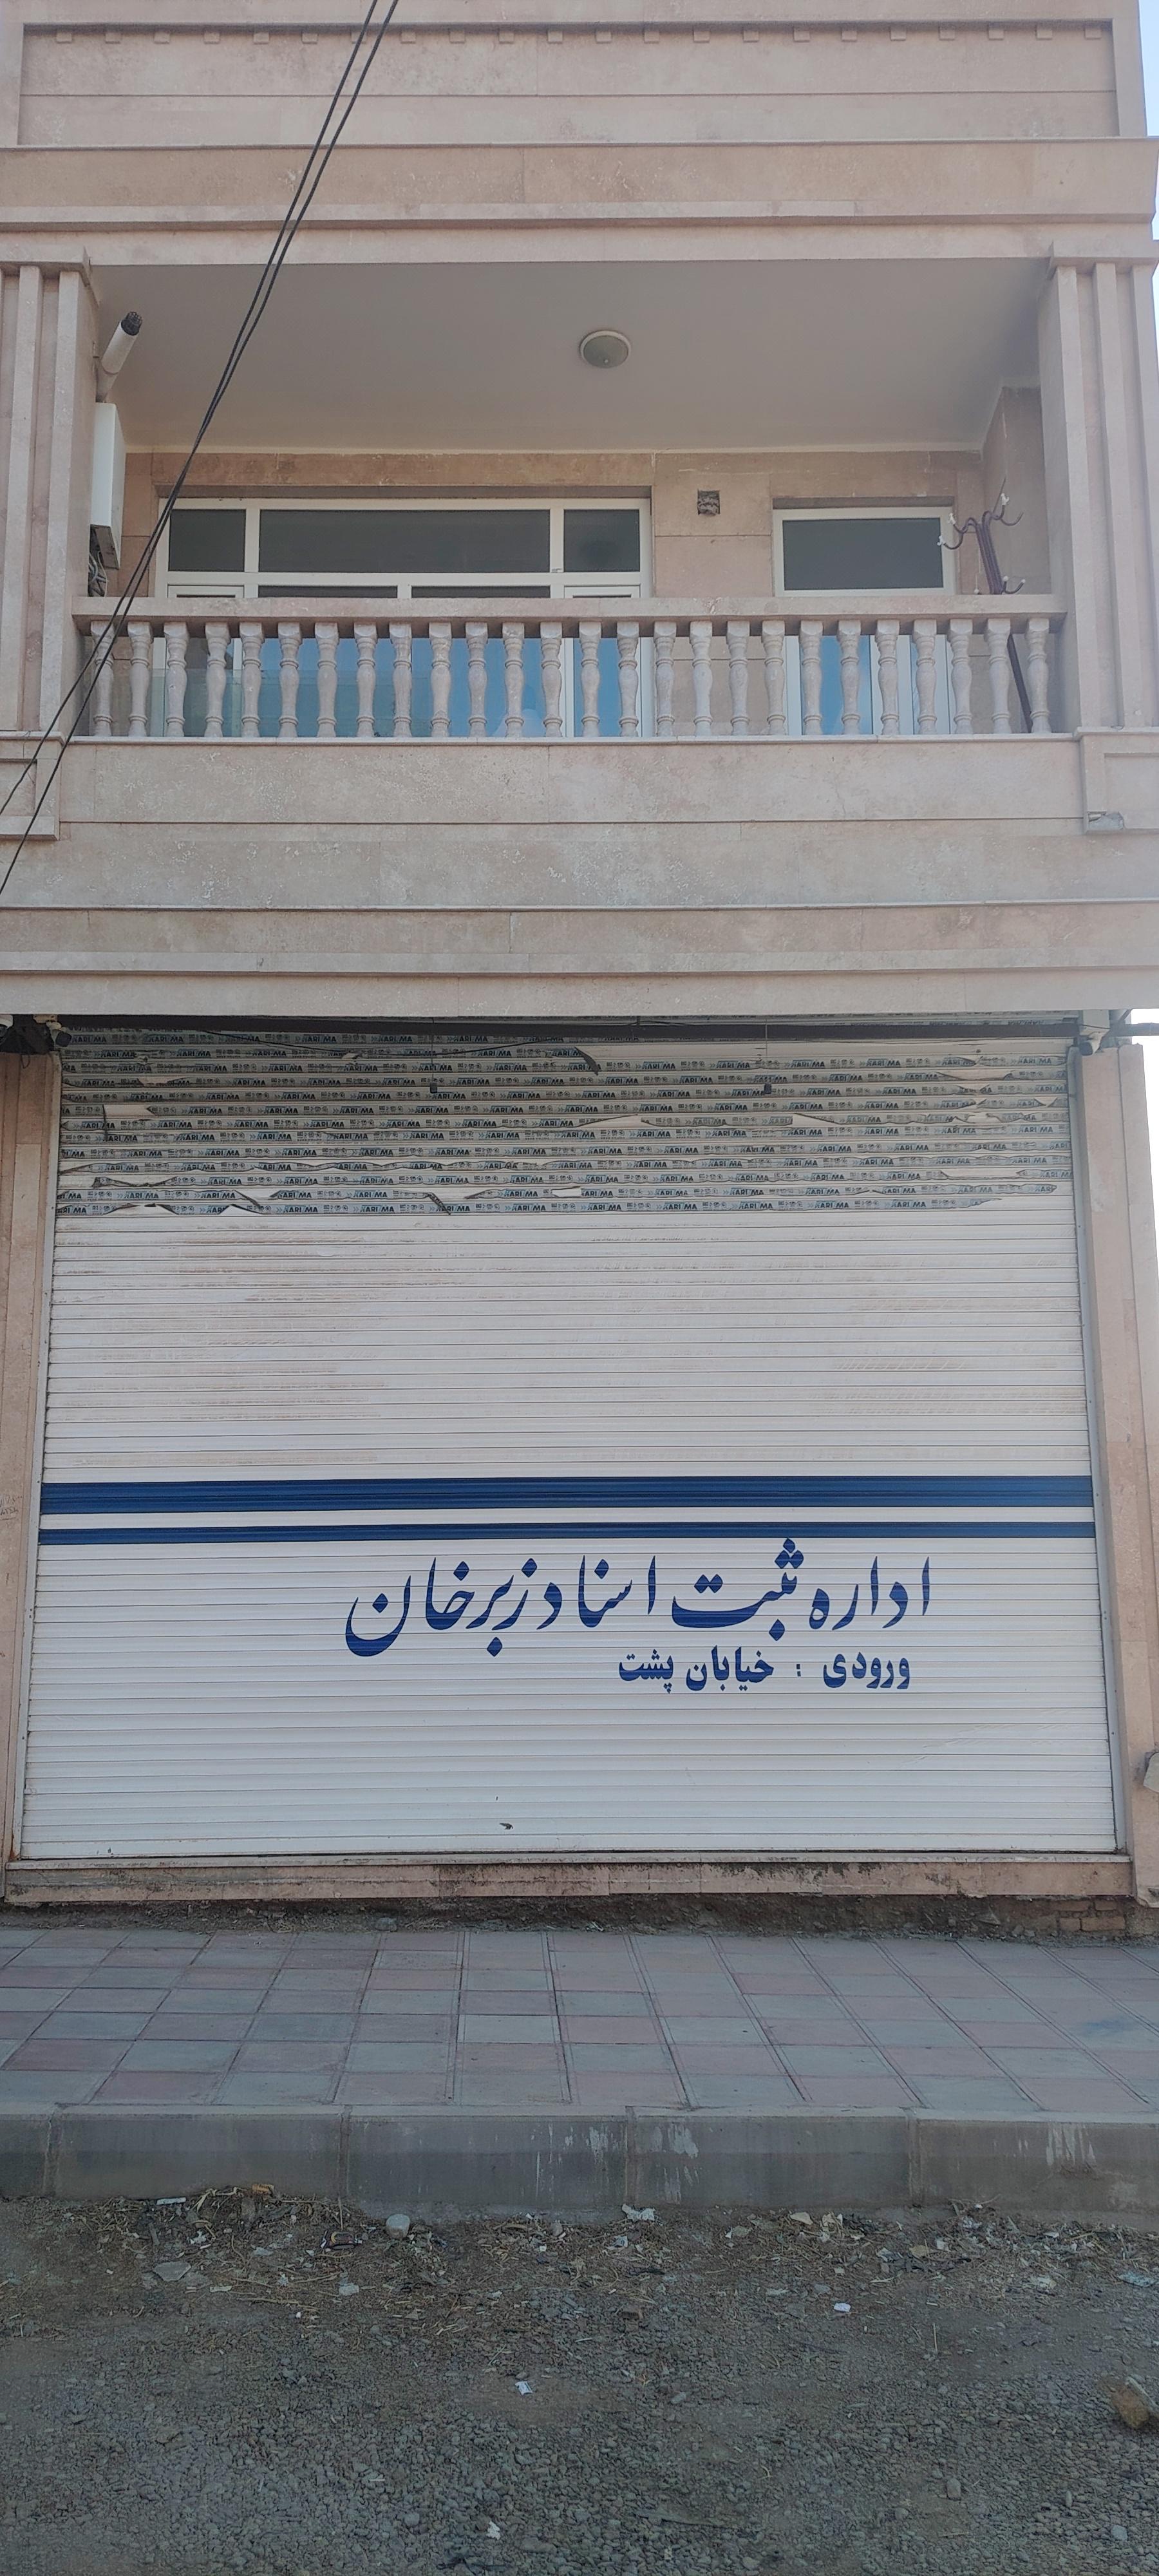 اداره ثبت اسناد زبرخان
ورودی : خیابان پشت